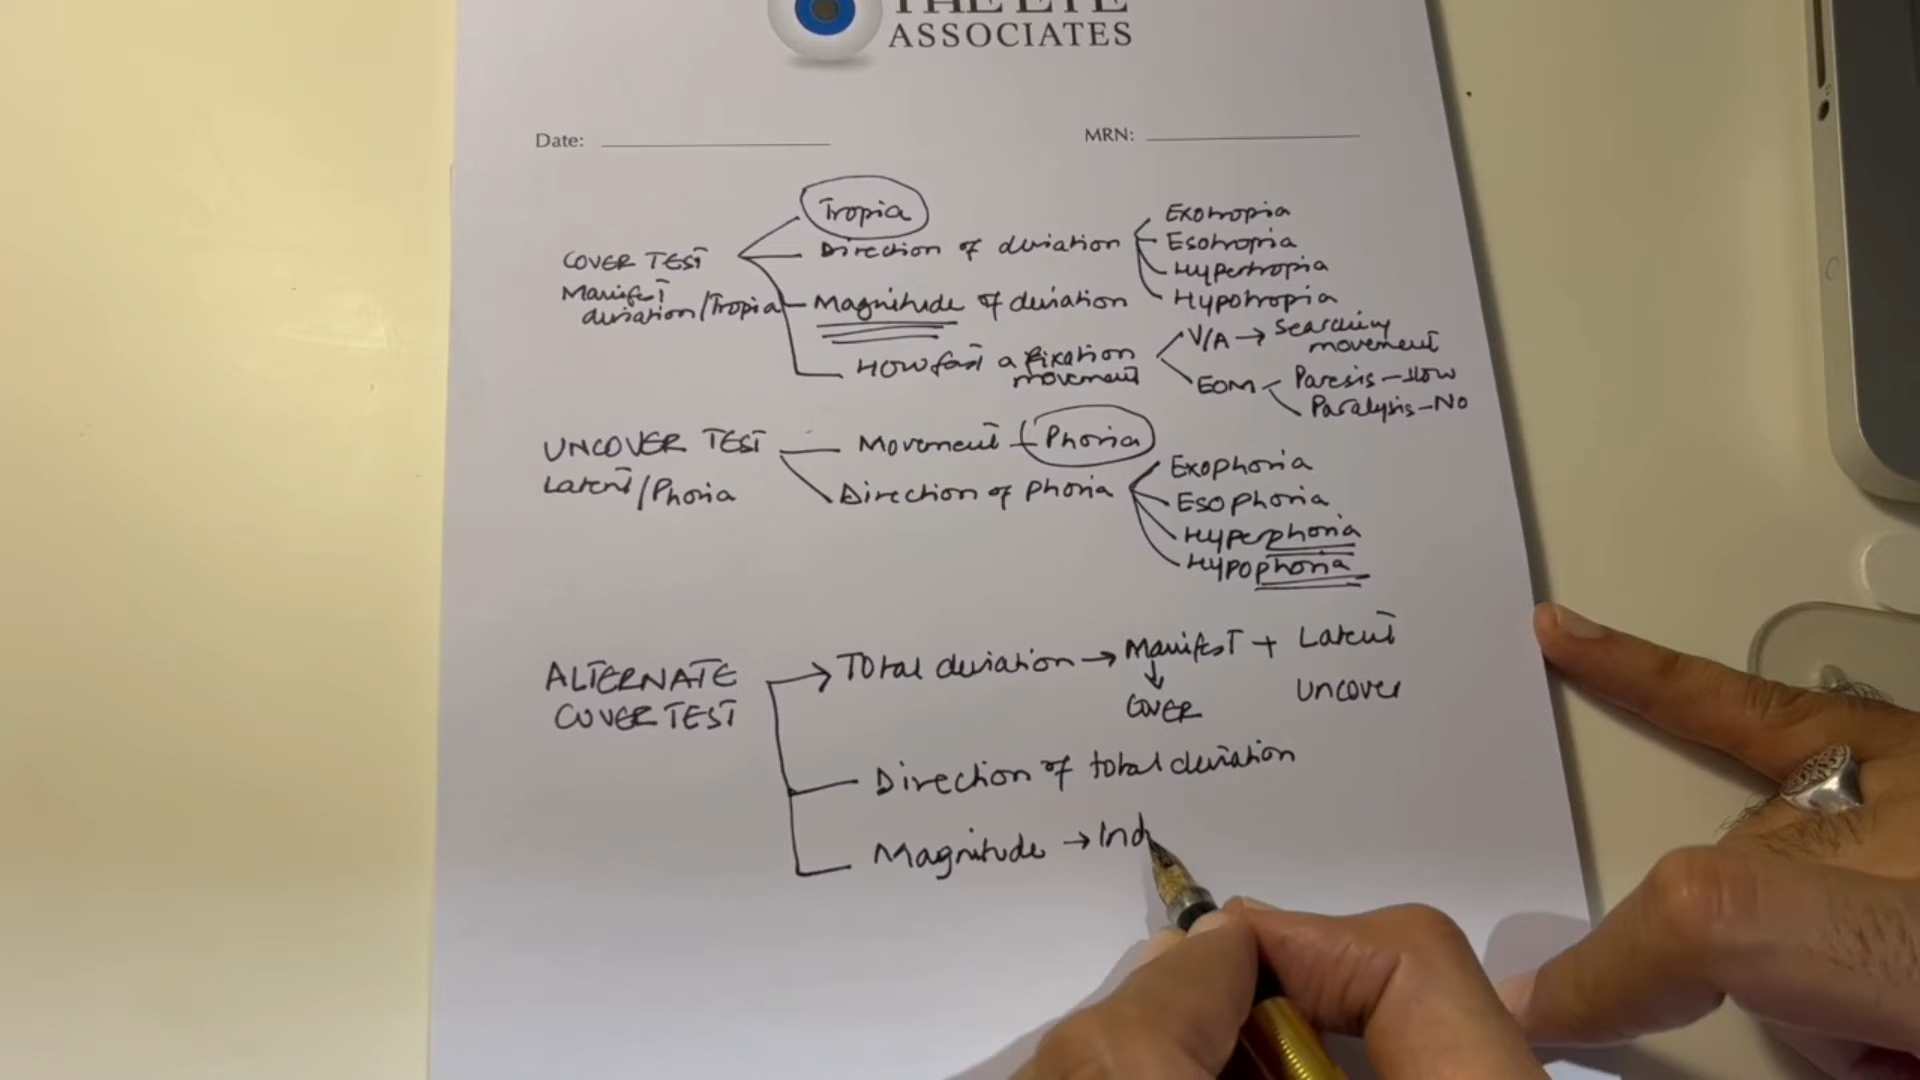 THE EYE
ASSOCIATES
Date:
MRN:
Tropia
COVER TEST
Manifest
deviation/Tropia
Direction of deviation
Exotropia
Esotropia
Hypertropia
Hypotropia
Magnitude of deviation
How fast a fixation
movement
V/A → Searching
movement
EOM
Paresis - slow
Paralysis - No
UNCOVER TEST
Latent/Phoria
Movement - Phoria
Direction of phoria
Exophoria
Esophoria
Hyperphoria
Hypophoria
ALTERNATE
COVER TEST
→ Total deviation → Manifest + Latent
↓
COVER
Uncover
Direction of total deviation
Magnitude → Ind